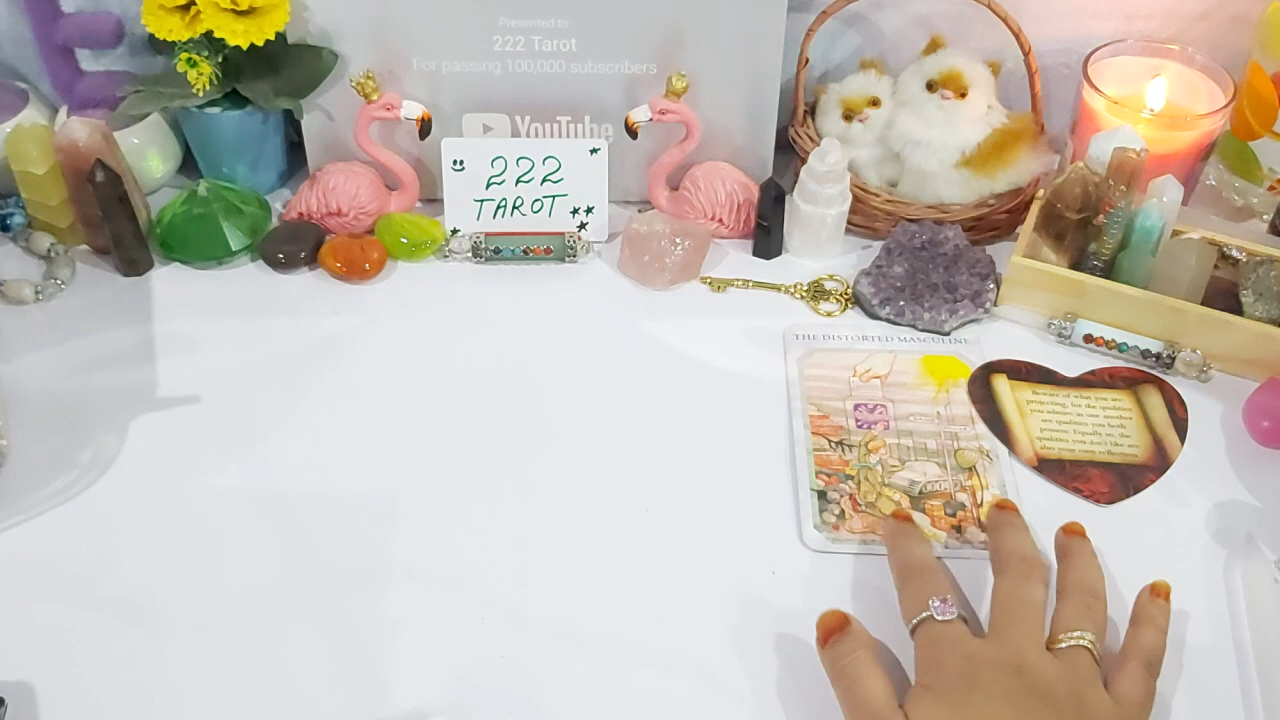 Presented to
222 Tarot
For passing 100,000 subscribers
YouTube
222
TAROT
THE DISTORTED MASCULINE
Beware of what you are
projecting, for the qualities
you admire in one another
are qualities you both
possess. Equally so, the
qualities you don't like are
also your own reflection.
E